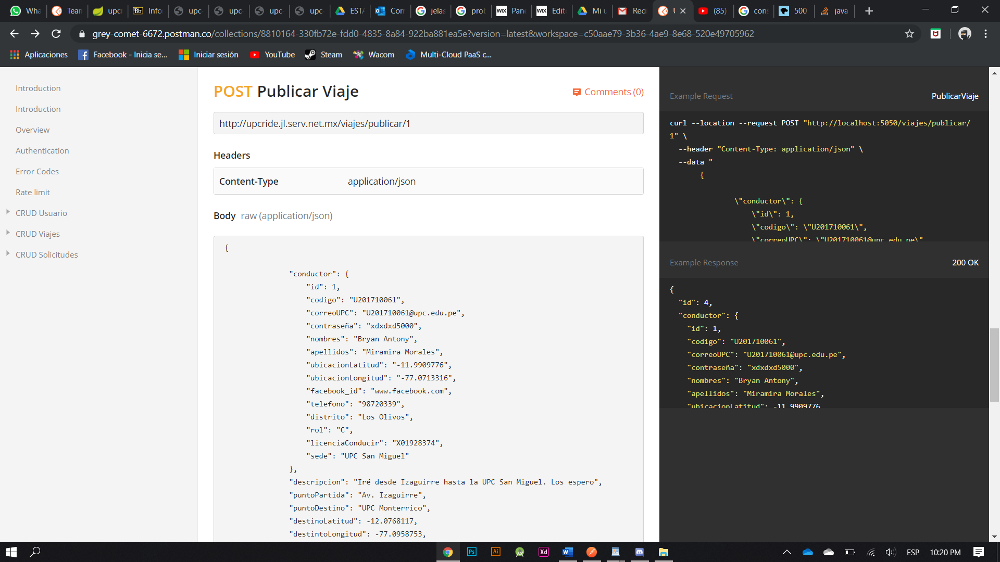 Wha
Tean
upcr
Info
upc-
upc-
upc-
upc-
ESTA
Corr
jelas
prob
WIX Pane
WIX Edit
Mi u
Reci
U
(85)
con
500
java
grey-comet-6672.postman.co/collections/8810164-330fb72e-fdd0-4835-8a84-922ba881ea5e?version=latest&workspace=c50aae79-3b36-4ae9-8e68-520e49705962
Aplicaciones
Facebook - Inicia se...
Iniciar sesión
YouTube
Steam
Wacom
Multi-Cloud PaaS c...
Introduction
Introduction
Overview
Authentication
Error Codes
Rate limit
CRUD Usuario
CRUD Viajes
CRUD Solicitudes
POST Publicar Viaje
Comments (0)
http://upcride.jl.serv.net.mx/viajes/publicar/1
Headers
Content-Type application/json
Body raw (application/json)
{
"conductor": {
"id": 1,
"codigo": "U201710061",
"correoUPC": "U201710061@upc.edu.pe",
"contraseña": "xdxdxd5000",
"nombres": "Bryan Antony",
"apellidos": "Miramira Morales",
"ubicacionLatitud": "-11.9909776",
"ubicacionLongitud": "-77.0713316",
"facebook_id": "www.facebook.com",
"telefono": "98720339",
"distrito": "Los Olivos",
"rol": "C",
"licenciaConducir": "X01928374",
"sede": "UPC San Miguel"
},
"descripcion": "Iré desde Izaguirre hasta la UPC San Miguel. Los espero",
"puntoPartida": "Av. Izaguirre",
"puntoDestino": "UPC Monterrico",
"destinoLatitud": -12.0768117,
"destintoLongitud": -77.0958753,
Example Request
PublicarViaje
curl --location --request POST "http://localhost:5050/viajes/publicar/
1" \
--header "Content-Type: application/json" \
--data "
{
\"conductor\": {
\"id\": 1,
\"codigo\": \"U201710061\",
\"correoUPC\": \"U201710061@upc.edu.pe\"
Example Response
200 OK
{
"id": 4,
"conductor": {
"id": 1,
"codigo": "U201710061",
"correoUPC": "U201710061@upc.edu.pe",
"contraseña": "xdxdxd5000",
"nombres": "Bryan Antony",
"apellidos": "Miramira Morales",
"ubicacionLatitud": -11.9909776
ESP
10:20 PM